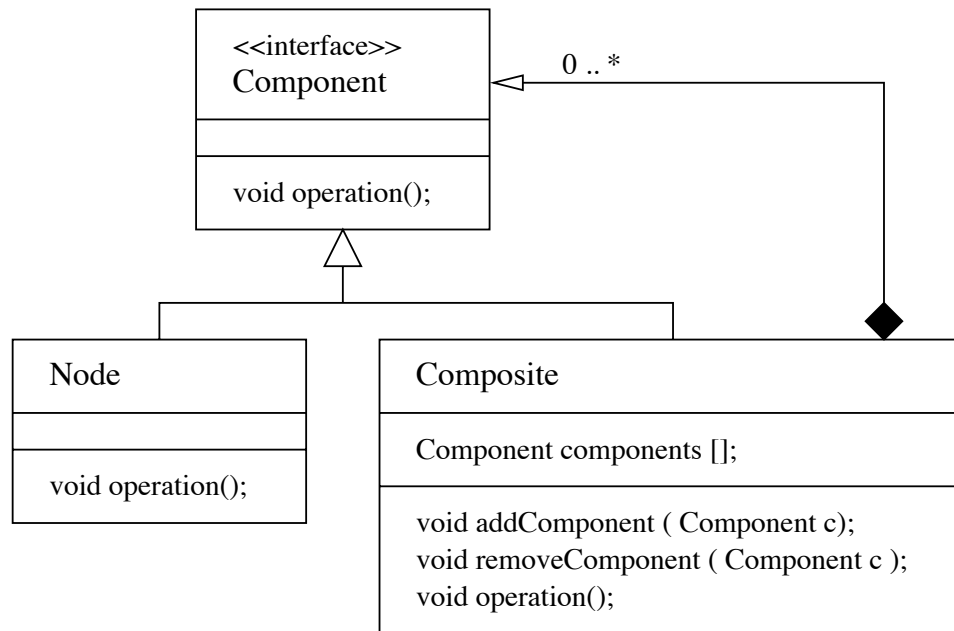 <<interface>>
Component
0 .. *
void operation();
Node
void operation();
Composite
Component components [];
void addComponent ( Component c);
void removeComponent ( Component c );
void operation();